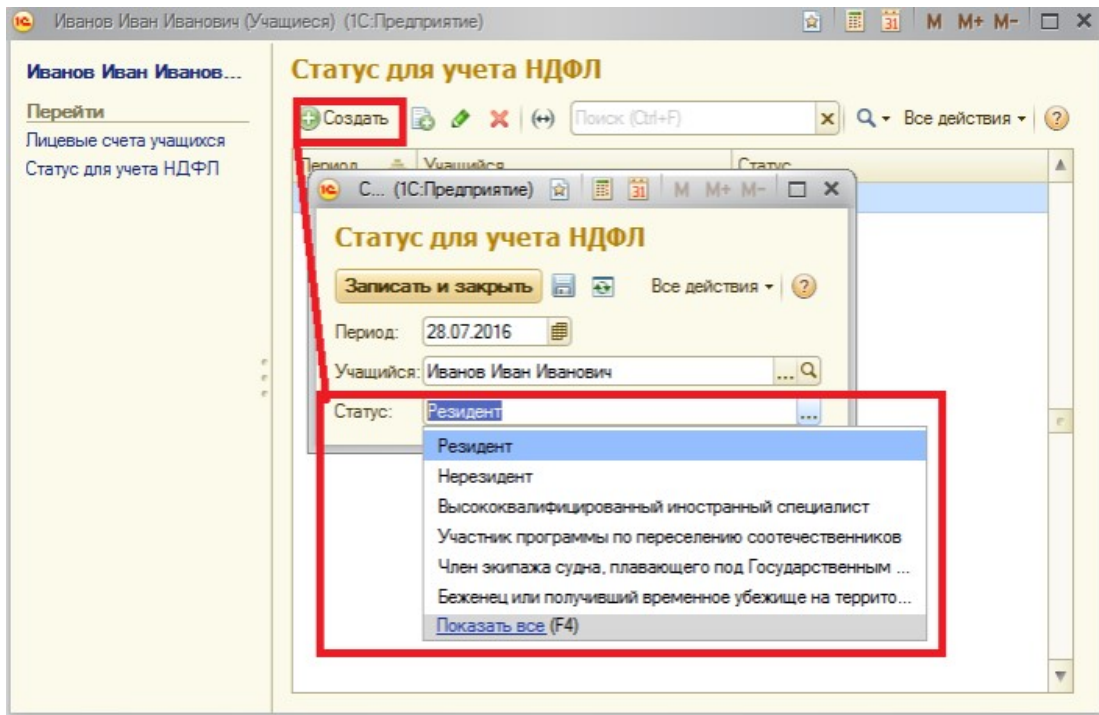 Иванов Иван Иванович (Учащиеся) (1С:Предприятие)
31 M M+ M-
Иванов Иван Иванов...
Перейти
Лицевые счета учащихся
Статус для учета НДФЛ
Статус для учета НДФЛ
Создать
Поиск (Ctrl+F)
Все действия
Период Учащийся Статус
С... (1С:Предприятие) 31 M M+ M-
Статус для учета НДФЛ
Записать и закрыть
Все действия
Период: 28.07.2016
Учащийся: Иванов Иван Иванович ...
Статус: Резидент ...
Резидент
Нерезидент
Высококвалифицированный иностранный специалист
Участник программы по переселению соотечественников
Член экипажа судна, плавающего под Государственным ...
Беженец или получивший временное убежище на террито...
Показать все (F4)